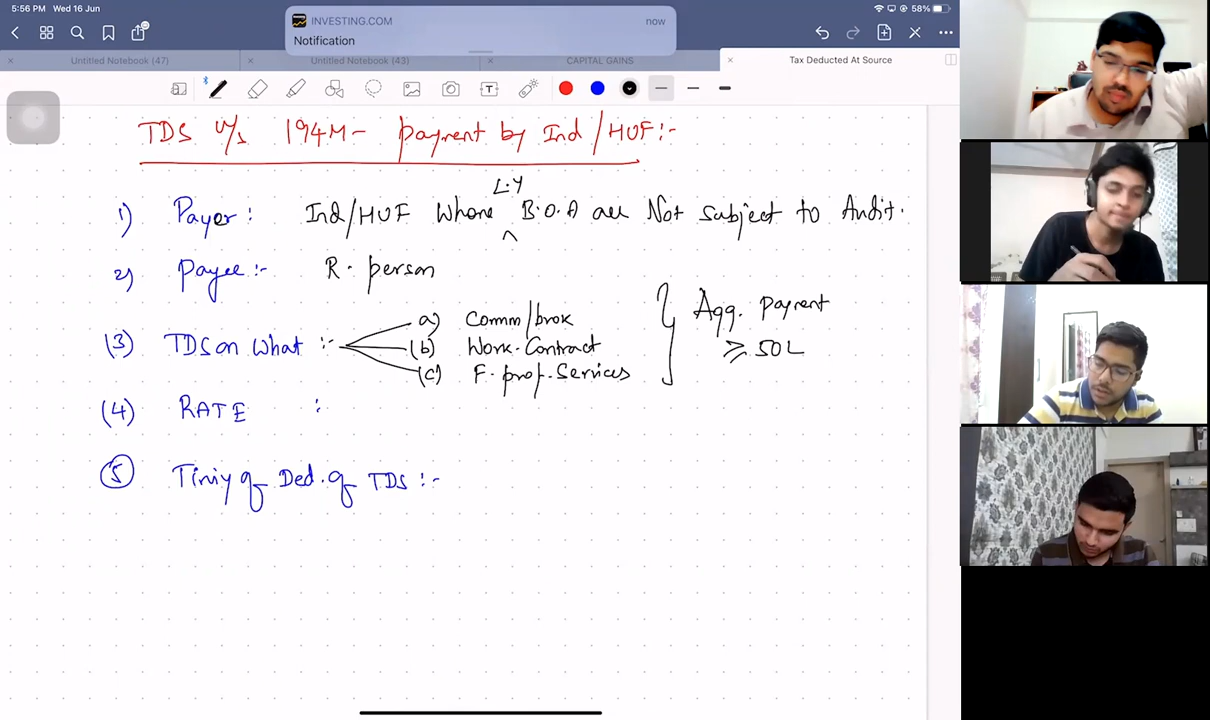 5:56 PM Wed 16 Jun
58%
INVESTING.COM
now
Notification
Untitled Notebook (47)
Untitled Notebook (43)
CAPITAL GAINS
Tax Deducted At Source
TDS u/s 194M- payment by Ind/HUF:-
L.Y
1) Payer: Ind/HUF Whose B.O.A are Not subject to Audit.
2) Payee:- R. person
(3) TDS on What :-
a) Comm/brok
(b) Work. Contract
(c) F. prof. Services
Agg. payment
≥ 50L
(4) RATE :
(5) Timing of Ded. of TDS :-